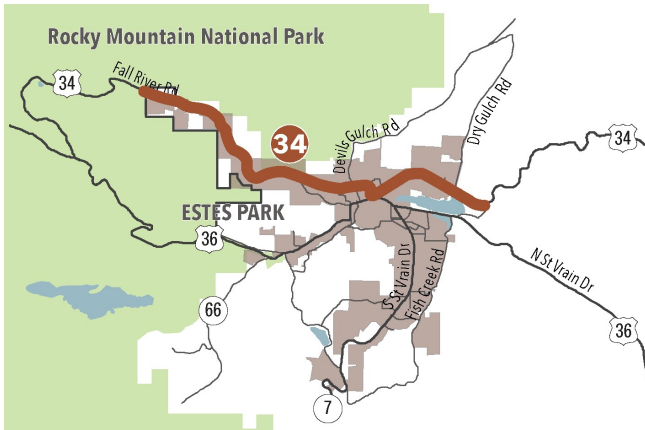 Rocky Mountain National Park
34
Fall River Rd
34
Devils Gulch Rd
Dry Gulch Rd
34
ESTES PARK
36
S St Vrain Dr
Fish Creek Rd
N St Vrain Dr
66
36
7